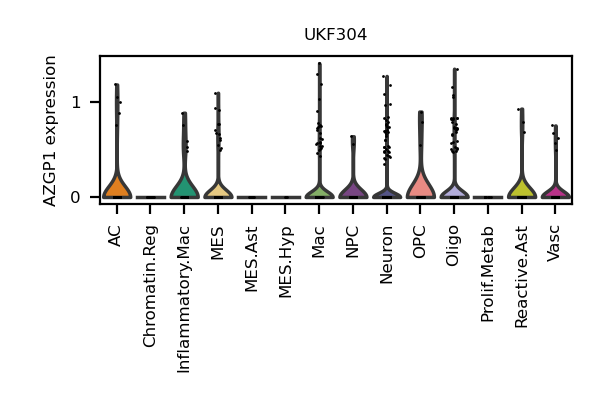 UKF304
AZGP1 expression
1
0
AC
Chromatin.Reg
Inflammatory.Mac
MES
MES.Ast
MES.Hyp
Mac
NPC
Neuron
OPC
Oligo
Prolif.Metab
Reactive.Ast
Vasc